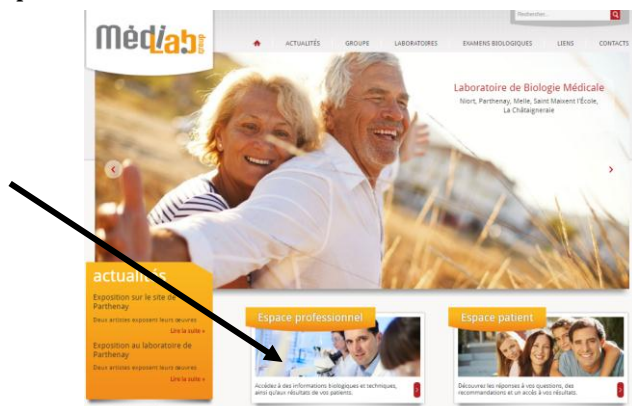 Rechercher...
MédiLab group
ACTUALITÉS GROUPE LABORATOIRES EXAMENS BIOLOGIQUES LIENS CONTACTS
Laboratoire de Biologie Médicale
Niort, Parthenay, Melle, Saint Maixent l'École,
La Châtaigneraie
actualités
Exposition sur le site de
Parthenay
Deux artistes exposent leurs œuvres
Lire la suite »
Exposition au laboratoire de
Parthenay
Deux artistes exposent leurs œuvres
Lire la suite »
Espace professionnel
Accédez à des informations biologiques et techniques,
ainsi qu'aux résultats de vos patients.
Espace patient
Découvrez les réponses à vos questions, des
recommandations et un accès à vos résultats.